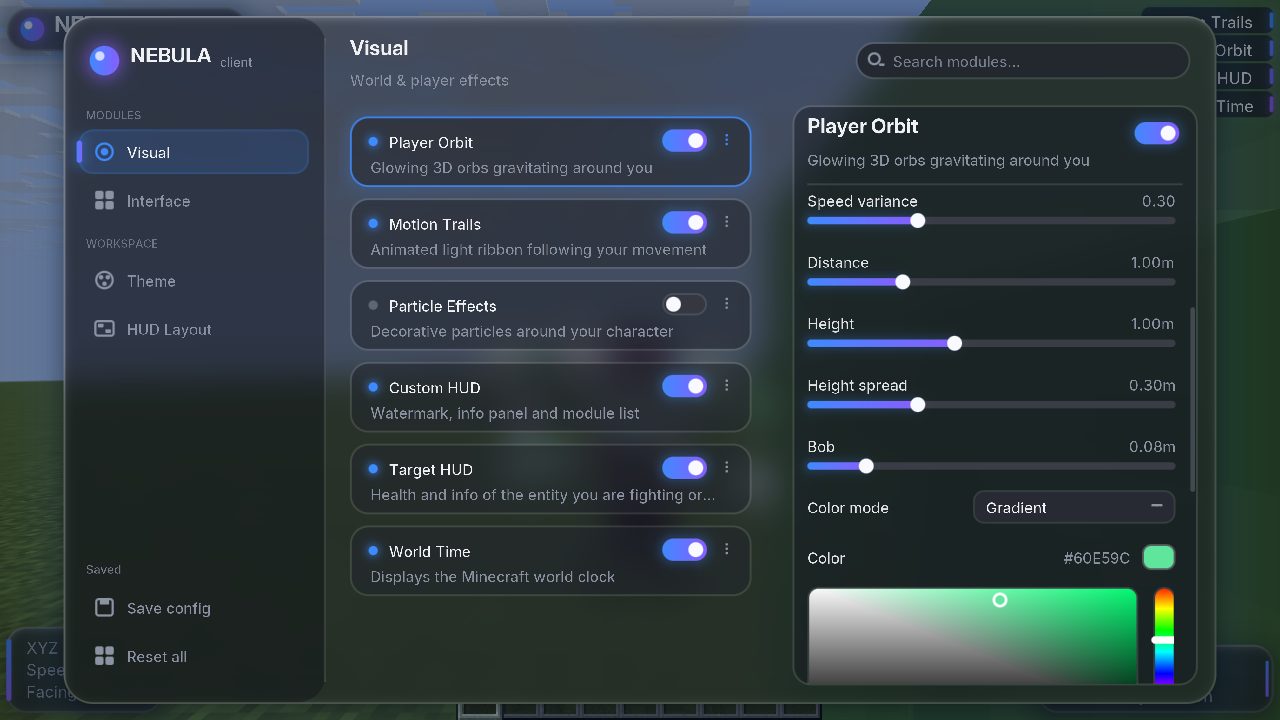 NEBULA client
MODULES
Visual
Interface
WORKSPACE
Theme
HUD Layout
Saved
Save config
Reset all
Visual
World & player effects
Search modules...
Player Orbit
Glowing 3D orbs gravitating around you
Motion Trails
Animated light ribbon following your movement
Particle Effects
Decorative particles around your character
Custom HUD
Watermark, info panel and module list
Target HUD
Health and info of the entity you are fighting or...
World Time
Displays the Minecraft world clock
Player Orbit
Glowing 3D orbs gravitating around you
Speed variance 0.30
Distance 1.00m
Height 1.00m
Height spread 0.30m
Bob 0.08m
Color mode Gradient
Color #60E59C
Trails
Orbit
HUD
Time
XYZ
Facing